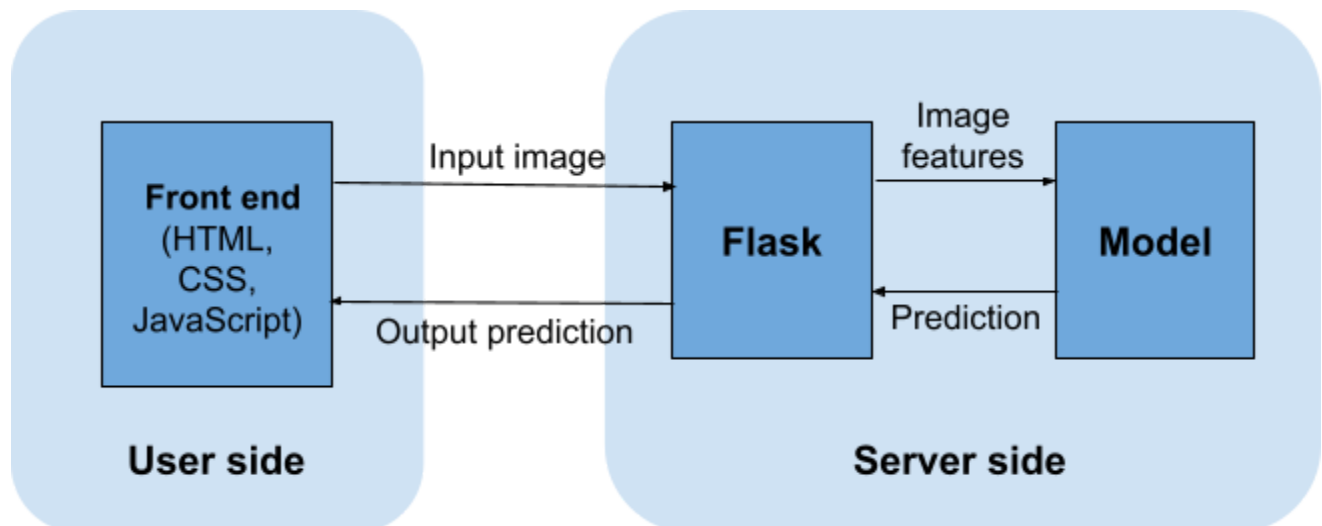 Front end
(HTML,
CSS,
JavaScript)
User side
Input image
Output prediction
Flask
Image
features
Prediction
Model
Server side